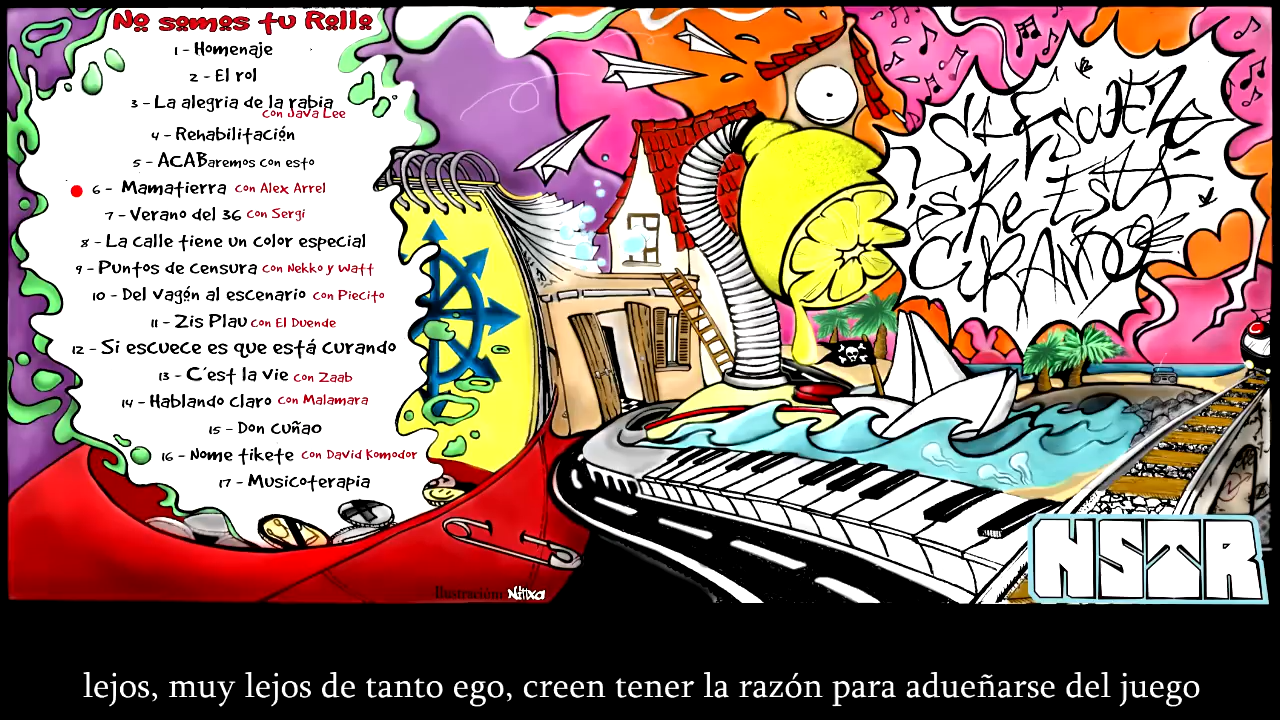 No somos tu Rollo
1 - Homenaje
2 - El rol
3 - La alegria de la rabia
con Java Lee
4 - Rehabilitación
5 - ACABaremos con esto
6 - Mamatierra con Alex Arrel
7 - Verano del 36 con Sergi
8 - La calle tiene un color especial
9 - Puntos de censura con Nekko y Watt
10 - Del vagón al escenario con Piecito
11 - Zis Plau con El Duende
12 - Si escuece es que está curando
13 - C'est la vie con Zaab
14 - Hablando claro con Malamara
15 - Don cuñao
16 - Nome tikete con David Komodor
17 - Musicoterapia
Si EscuEze
eske Está
CuRANDO
NSTR
Ilustración:
lejos, muy lejos de tanto ego, creen tener la razón para adueñarse del juego